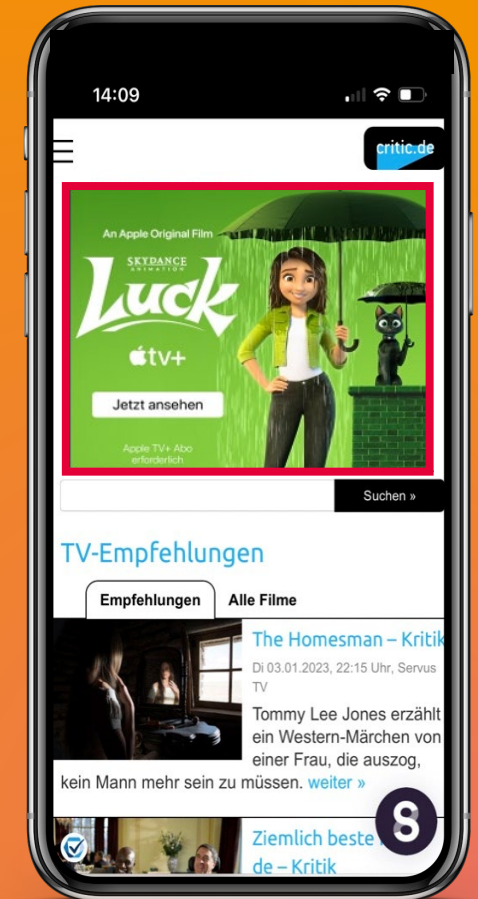 14:09
critic.de
An Apple Original Film
SKYDANCE
ANIMATION
Luck
tv+
Jetzt ansehen
Apple TV+ Abo
erforderlich
Suchen »
TV-Empfehlungen
Empfehlungen Alle Filme
The Homesman – Kritik
Di 03.01.2023, 22:15 Uhr, Servus
TV
Tommy Lee Jones erzählt
ein Western-Märchen von
einer Frau, die auszog,
kein Mann mehr sein zu müssen. weiter »
Ziemlich beste
de – Kritik